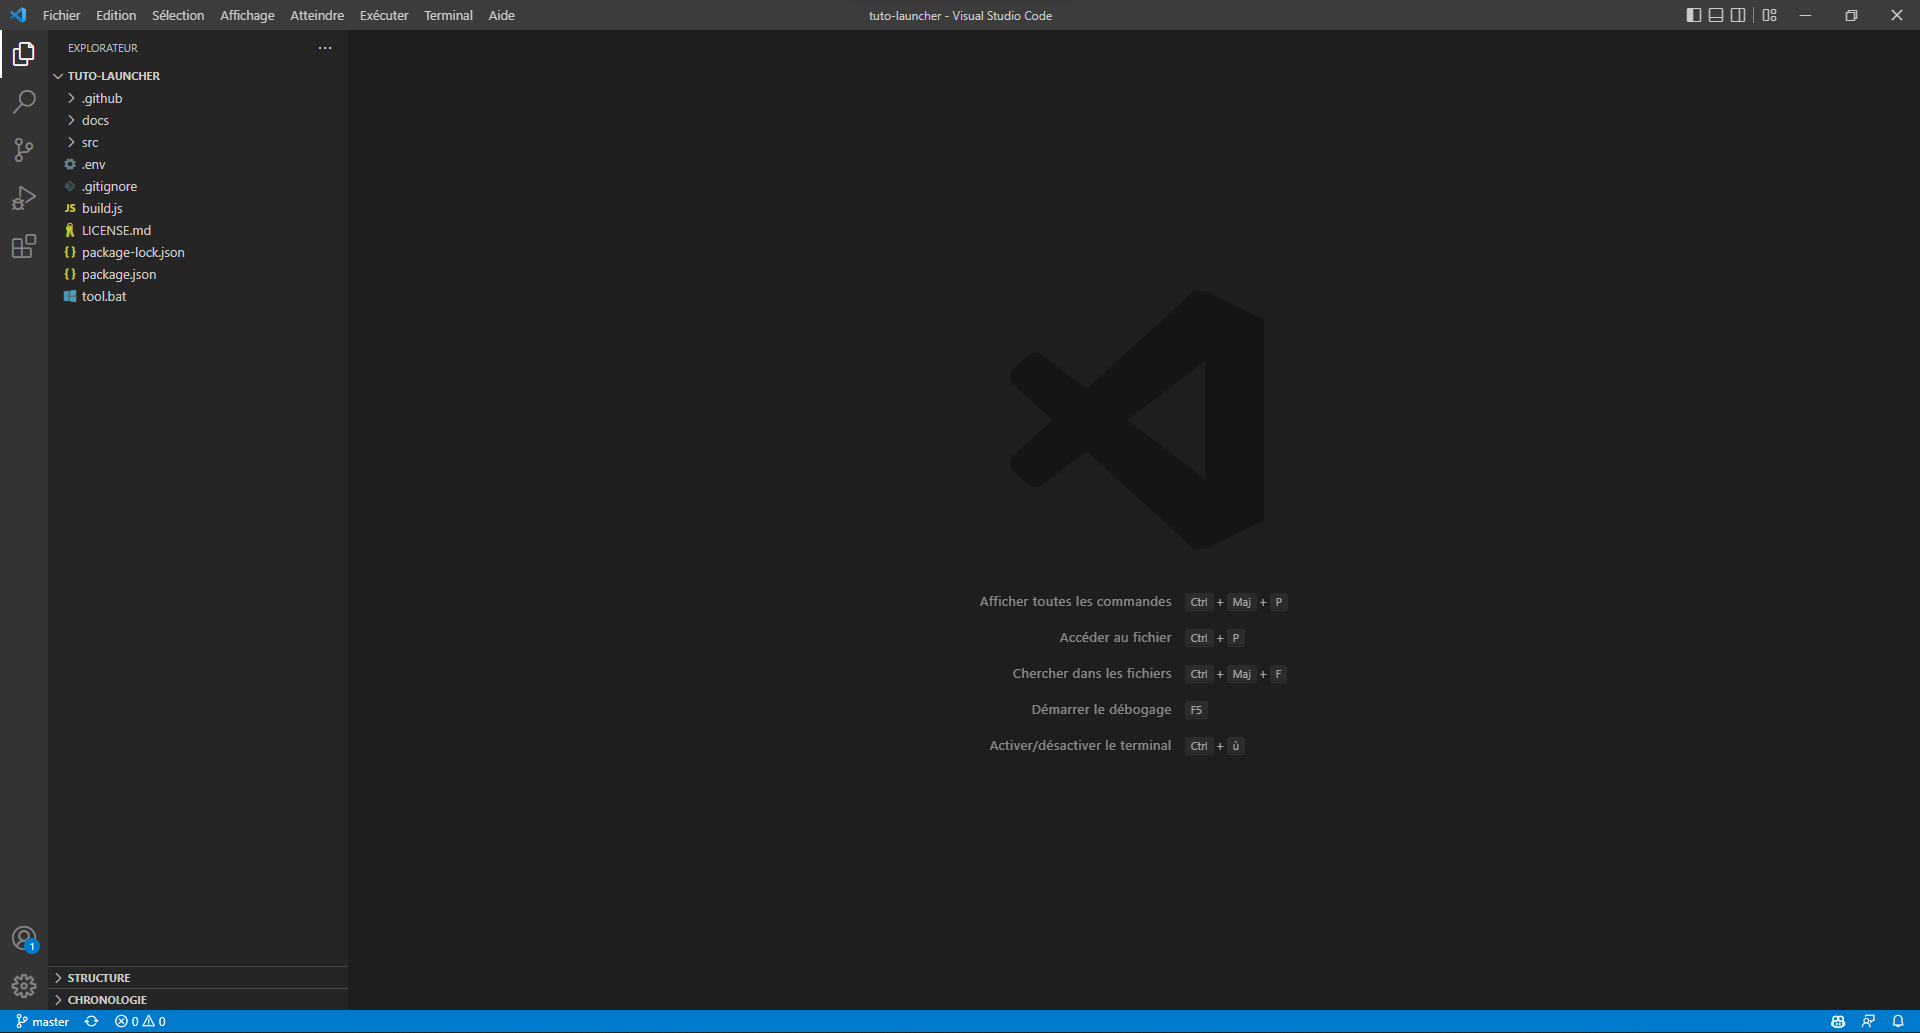 Fichier Edition Sélection Affichage Atteindre Exécuter Terminal Aide
tuto-launcher - Visual Studio Code
EXPLORATEUR
TUTO-LAUNCHER
.github
docs
src
.env
.gitignore
JS build.js
LICENSE.md
{} package-lock.json
{} package.json
tool.bat
Afficher toutes les commandes Ctrl + Maj + P
Accéder au fichier Ctrl + P
Chercher dans les fichiers Ctrl + Maj + F
Démarrer le débogage F5
Activer/désactiver le terminal Ctrl + ù
1
STRUCTURE
CHRONOLOGIE
master 0 0